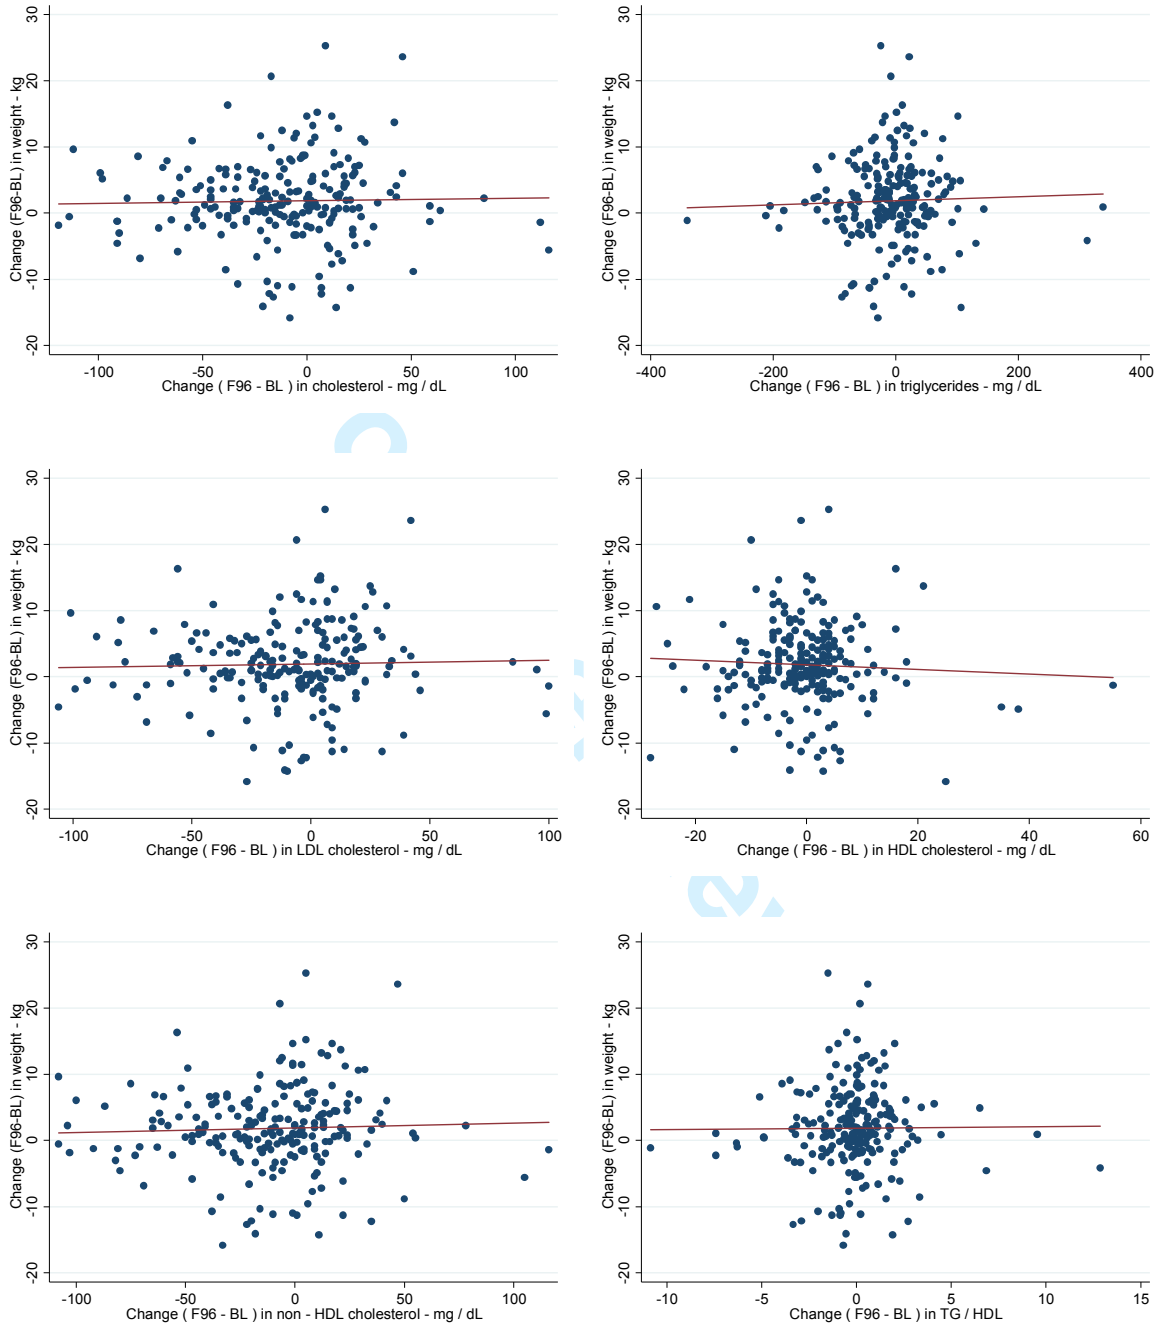 30
20
10
0
-10
-20
Change (F96-BL) in weight - kg
-100 -50 0 50 100
Change ( F96 - BL ) in cholesterol - mg / dL
30
20
10
0
-10
-20
Change (F96-BL) in weight - kg
-400 -200 0 200 400
Change ( F96 - BL ) in triglycerides - mg / dL
30
20
10
0
-10
-20
Change (F96-BL) in weight - kg
-100 -50 0 50 100
Change ( F96 - BL ) in LDL cholesterol - mg / dL
30
20
10
0
-10
-20
Change (F96-BL) in weight - kg
-20 0 20 40 60
Change ( F96 - BL ) in HDL cholesterol - mg / dL
30
20
10
0
-10
-20
Change (F96-BL) in weight - kg
-100 -50 0 50 100
Change ( F96 - BL ) in non - HDL cholesterol - mg / dL
30
20
10
0
-10
-20
Change (F96-BL) in weight - kg
-10 -5 0 5 10 15
Change ( F96 - BL ) in TG / HDL